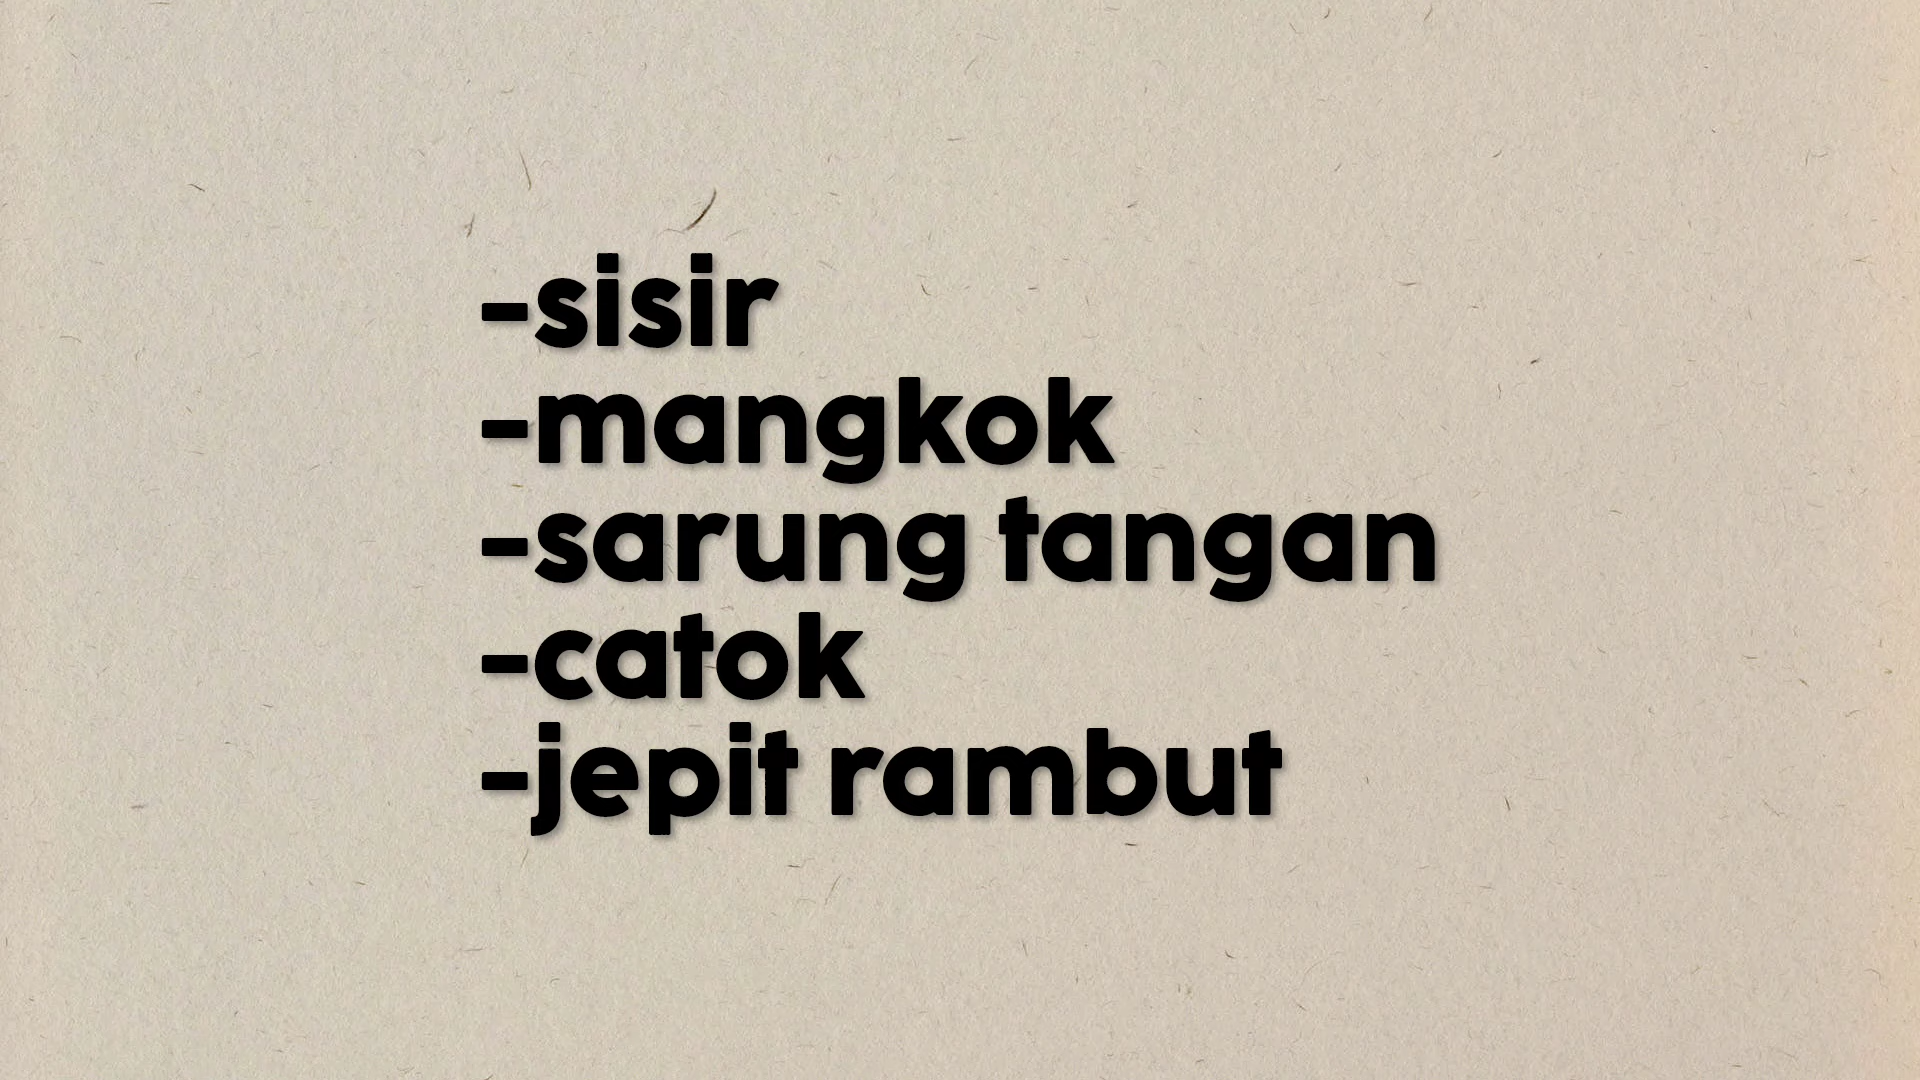 -sisir
-mangkok
-sarung tangan
-catok
-jepit rambut